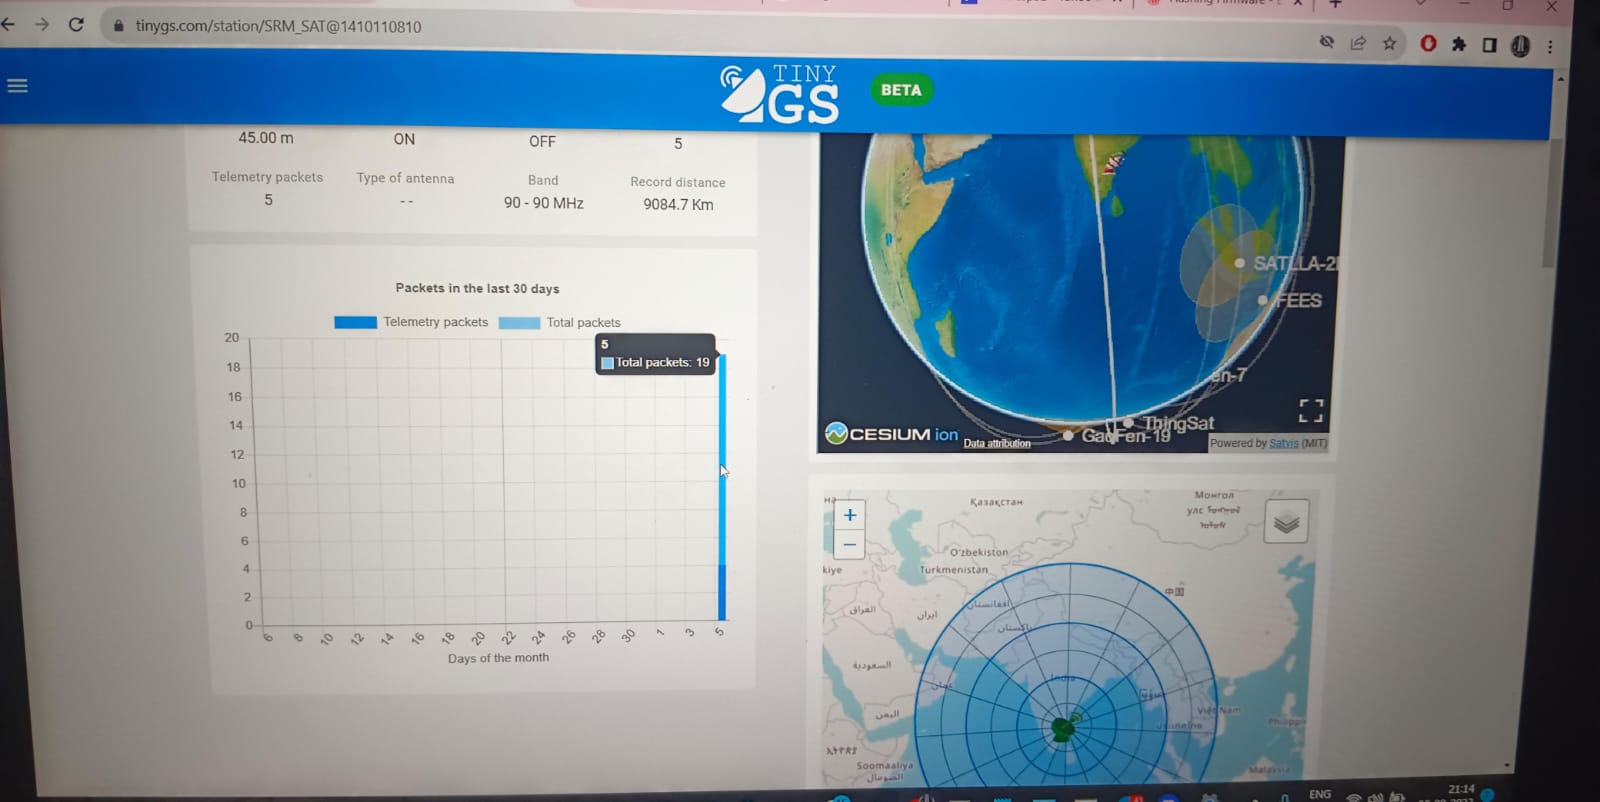 tinygs.com/station/SRM_SAT@1410110810
TINY
GS
BETA
45.00 m
ON
OFF
5
Telemetry packets
Type of antenna
Band
Record distance
5
--
90 - 90 MHz
9084.7 Km
Packets in the last 30 days
Telemetry packets
Total packets
5
Total packets: 19
20
18
16
14
12
10
8
6
4
2
0
6
8
10
12
14
16
18
20
22
24
26
28
30
1
3
5
Days of the month
FEES
en-7
ThingSat
GaoFen-19
CESIUM ion
Data attribution
Powered by Satvis (MIT)
+
−
Қазақстан
Монгол
улс
O'zbekiston
Türkmenistan
kiye
中国
افغانستان
العراق
ایران
پاکستان
السعودية
India
عمان
اليمن
Việt Nam
Philippi
Soomaaliya
الصومال
Malaysia
ENG
21:14